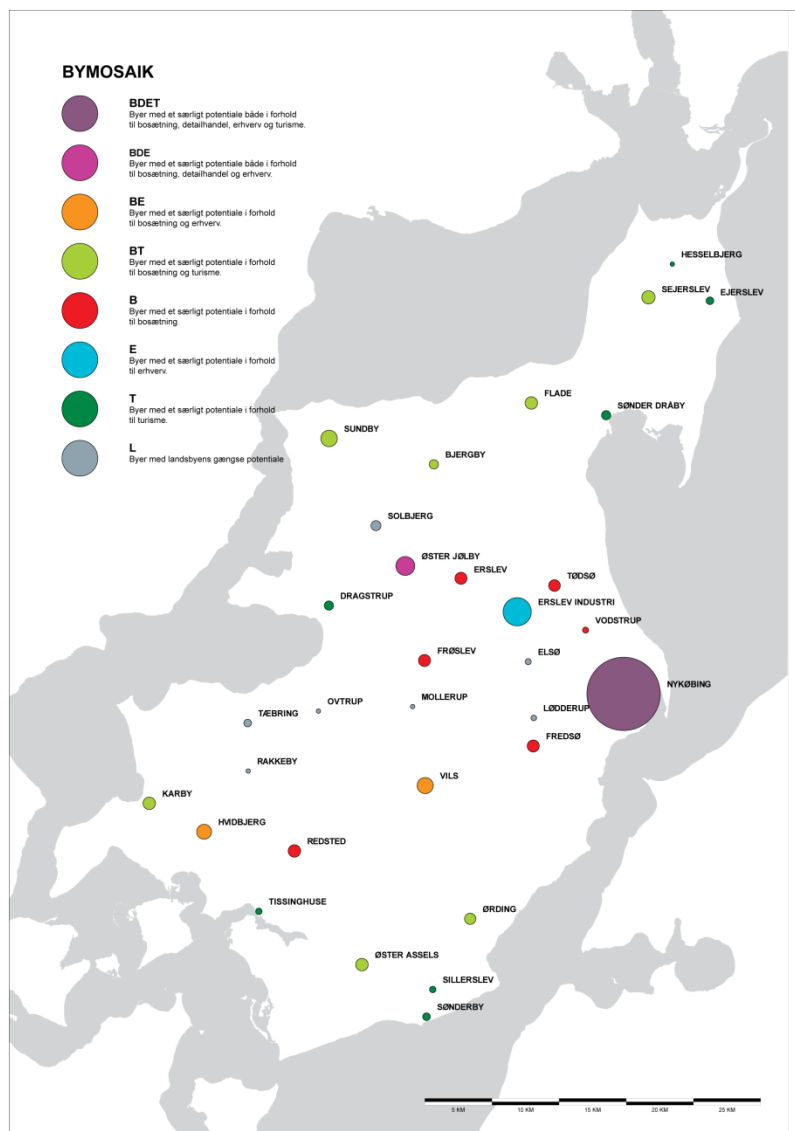 BYMOSAIK
BDET
Byer med et særligt potentiale både i forhold
til bosætning, detailhandel, erhverv og turisme.
BDE
Byer med et særligt potentiale både i forhold
til bosætning, detailhandel og erhverv.
BE
Byer med et særligt potentiale i forhold
til bosætning og erhverv.
BT
Byer med et særligt potentiale i forhold
til bosætning og turisme.
B
Byer med et særligt potentiale i forhold
til bosætning
E
Byer med et særligt potentiale i forhold
til erhverv.
T
Byer med et særligt potentiale i forhold
til turisme.
L
Byer med landsbyens gængse potentiale
HESSELBJERG
SEJERSLEV
EJERSLEV
FLADE
SØNDER DRÅBY
SUNDBY
BJERGBY
SOLBJERG
ØSTER JØLBY
ERSLEV
TØDSØ
DRAGSTRUP
ERSLEV INDUSTRI
VODSTRUP
FRØSLEV
ELSØ
NYKØBING
OVTRUP
MOLLERUP
TÆBRING
LØDDERUP
FREDSØ
RAKKEBY
VILS
KARBY
HVIDBJERG
REDSTED
TISSINGHUSE
ØRDING
ØSTER ASSELS
SILLERSLEV
SØNDERBY
5 KM
10 KM
15 KM
20 KM